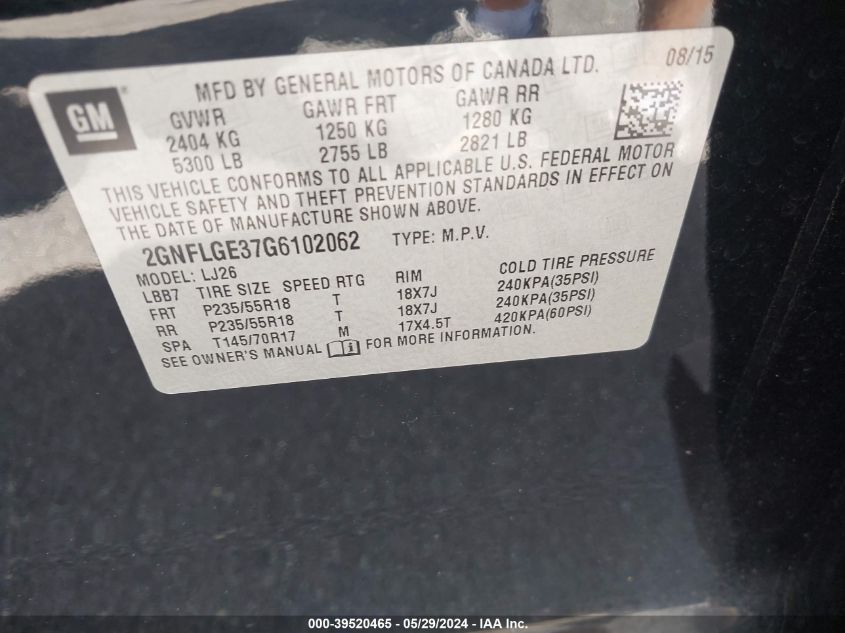 08/15
GM
MFD BY GENERAL MOTORS OF CANADA LTD.
GVWR GAWR FRT GAWR RR
2404 KG 1250 KG 1280 KG
5300 LB 2755 LB 2821 LB
THIS VEHICLE CONFORMS TO ALL APPLICABLE U.S. FEDERAL MOTOR
VEHICLE SAFETY AND THEFT PREVENTION STANDARDS IN EFFECT ON
THE DATE OF MANUFACTURE SHOWN ABOVE.
2GNFLGE37G6102062 TYPE: M.P.V.
MODEL: LJ26
LBB7 TIRE SIZE SPEED RTG RIM COLD TIRE PRESSURE
FRT P235/55R18 T 18X7J 240KPA(35PSI)
RR P235/55R18 T 18X7J 240KPA(35PSI)
SPA T145/70R17 M 17X4.5T 420KPA(60PSI)
SEE OWNER'S MANUAL i FOR MORE INFORMATION.
000-39520465 - 05/29/2024 - IAA Inc.